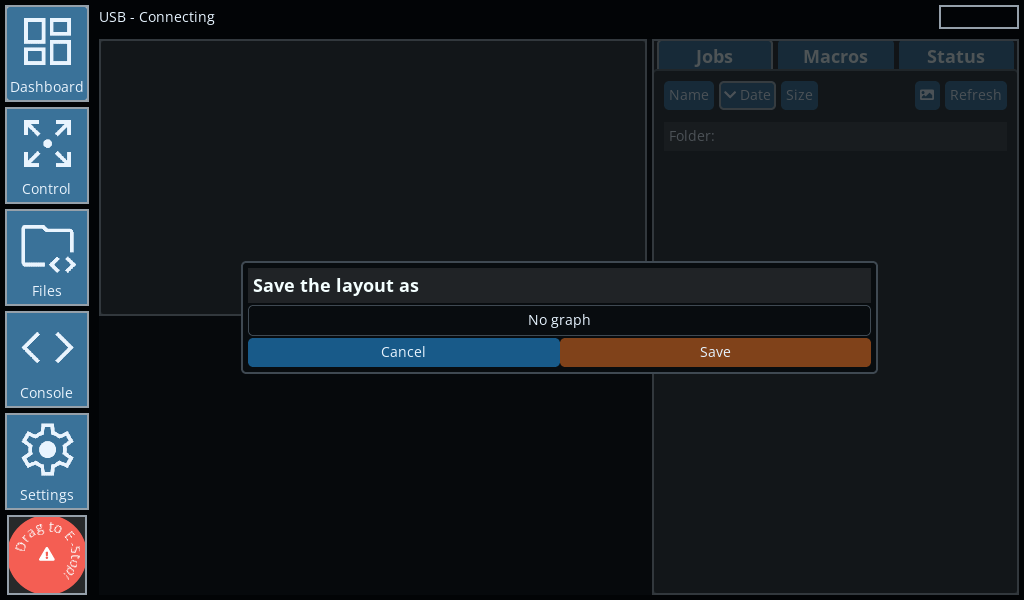 USB - Connecting
Dashboard
Control
Files
Console
Settings
Drag to E-Stop!
Jobs Macros Status
Name Date Size Refresh
Folder:
Save the layout as
No graph
Cancel Save